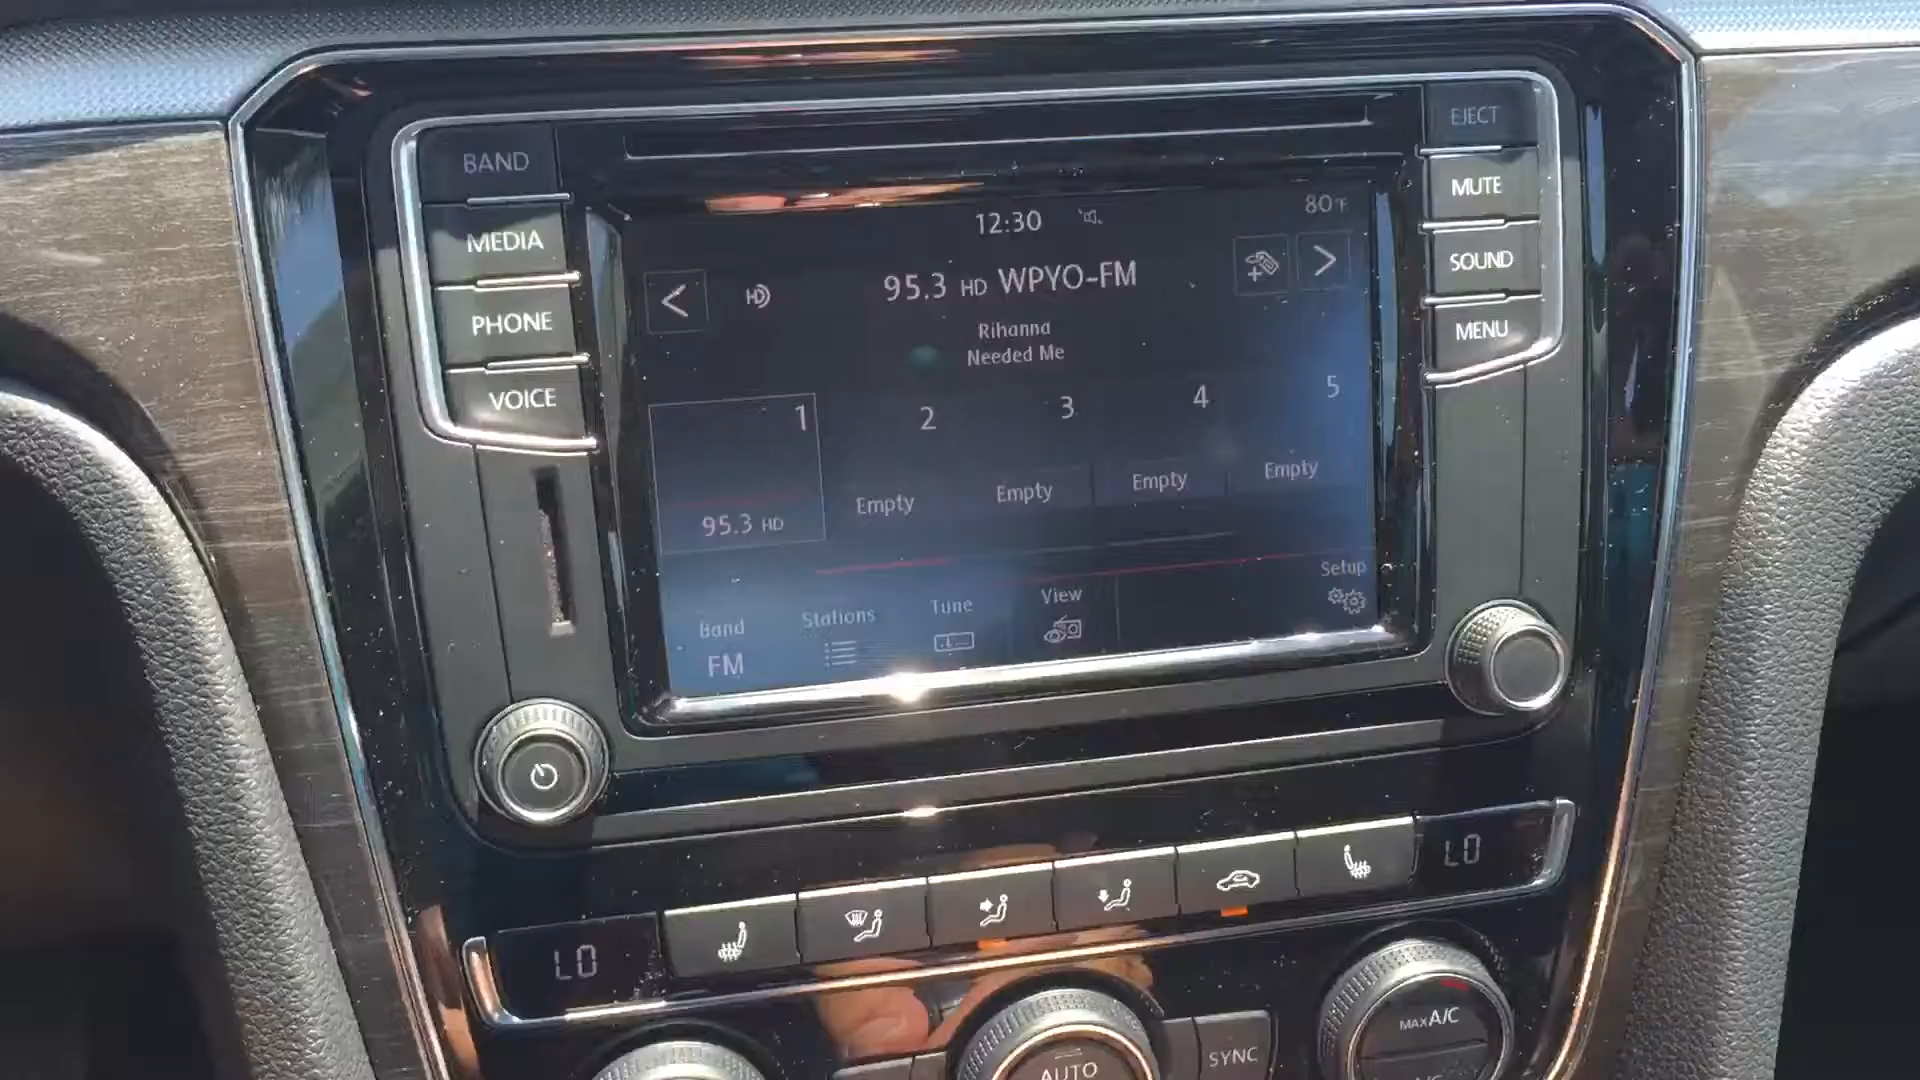 BAND
MEDIA
PHONE
VOICE
EJECT
MUTE
SOUND
MENU
12:30
80°F
HD
95.3 HD WPYO-FM
Rihanna
Needed Me
1
2
3
4
5
95.3 HD
Empty
Empty
Empty
Empty
Band
FM
Stations
Tune
View
Setup
LO
LO
AUTO
SYNC
MAX A/C